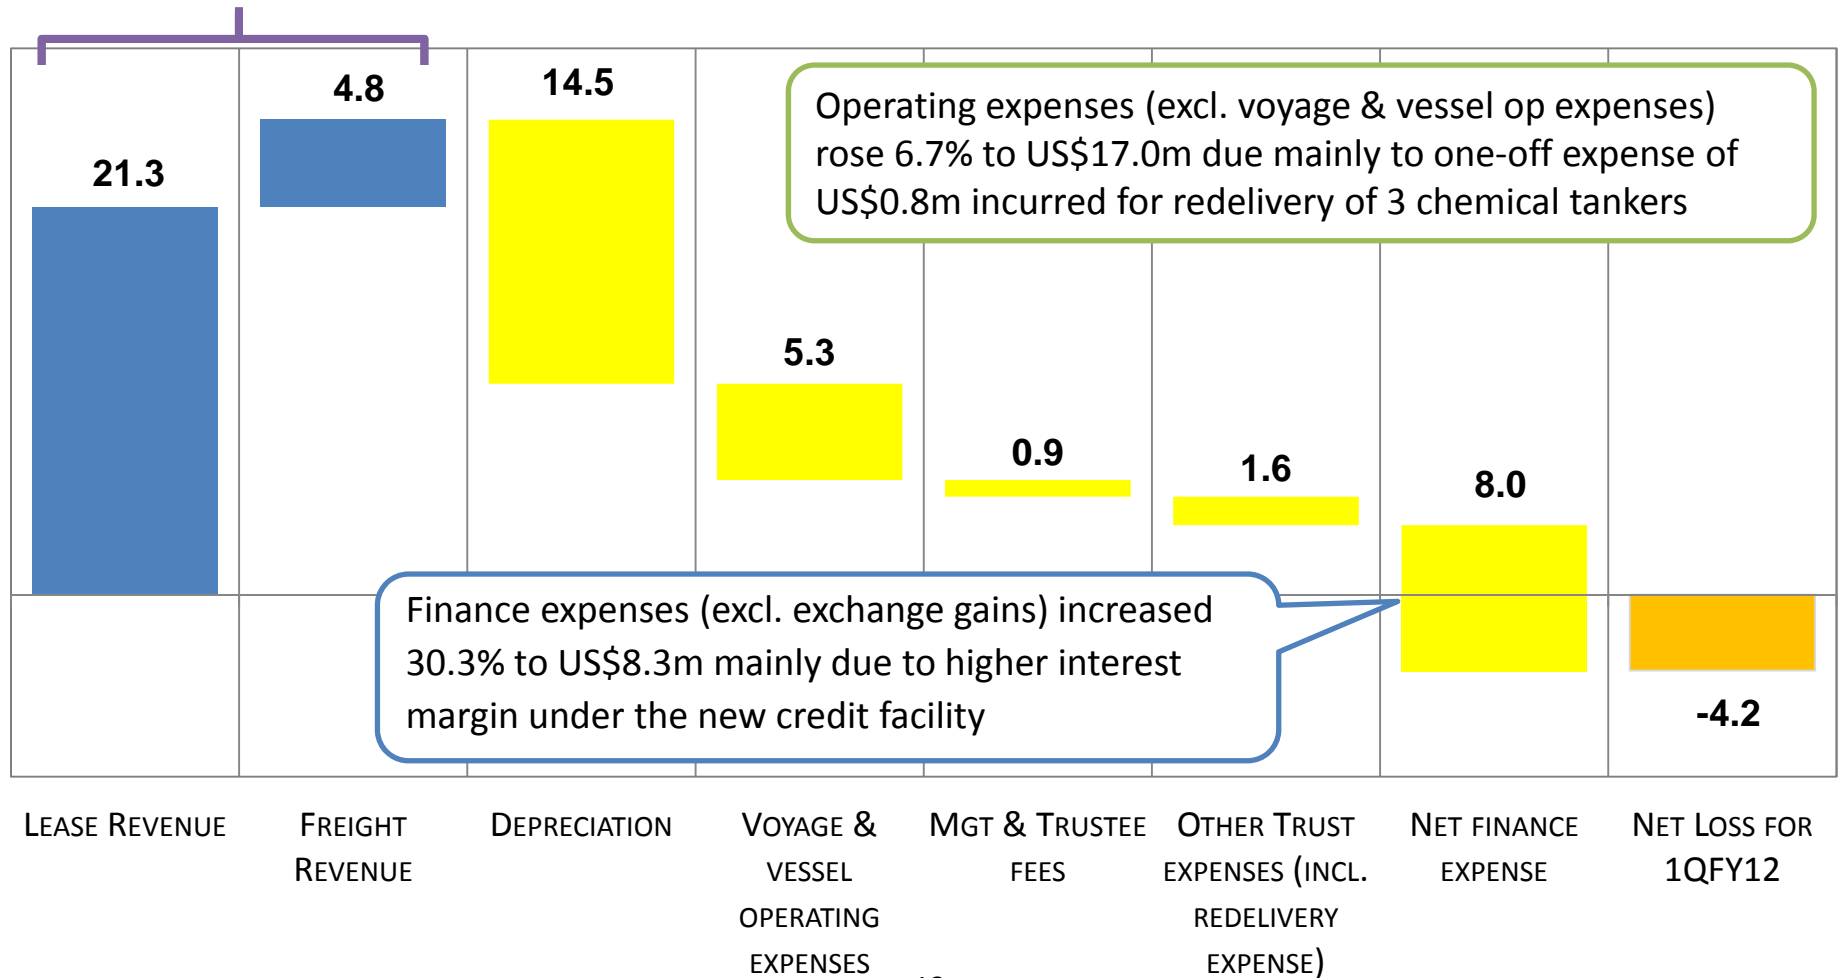 4.8
14.5
21.3
Operating expenses (excl. voyage & vessel op expenses)
rose 6.7% to US$17.0m due mainly to one-off expense of
US$0.8m incurred for redelivery of 3 chemical tankers
5.3
0.9
1.6
8.0
Finance expenses (excl. exchange gains) increased
30.3% to US$8.3m mainly due to higher interest
margin under the new credit facility
-4.2
LEASE REVENUE
FREIGHT
REVENUE
DEPRECIATION
VOYAGE &
VESSEL
OPERATING
EXPENSES
MGT & TRUSTEE
FEES
OTHER TRUST
EXPENSES (INCL.
REDELIVERY
EXPENSE)
NET FINANCE
EXPENSE
NET LOSS FOR
1QFY12